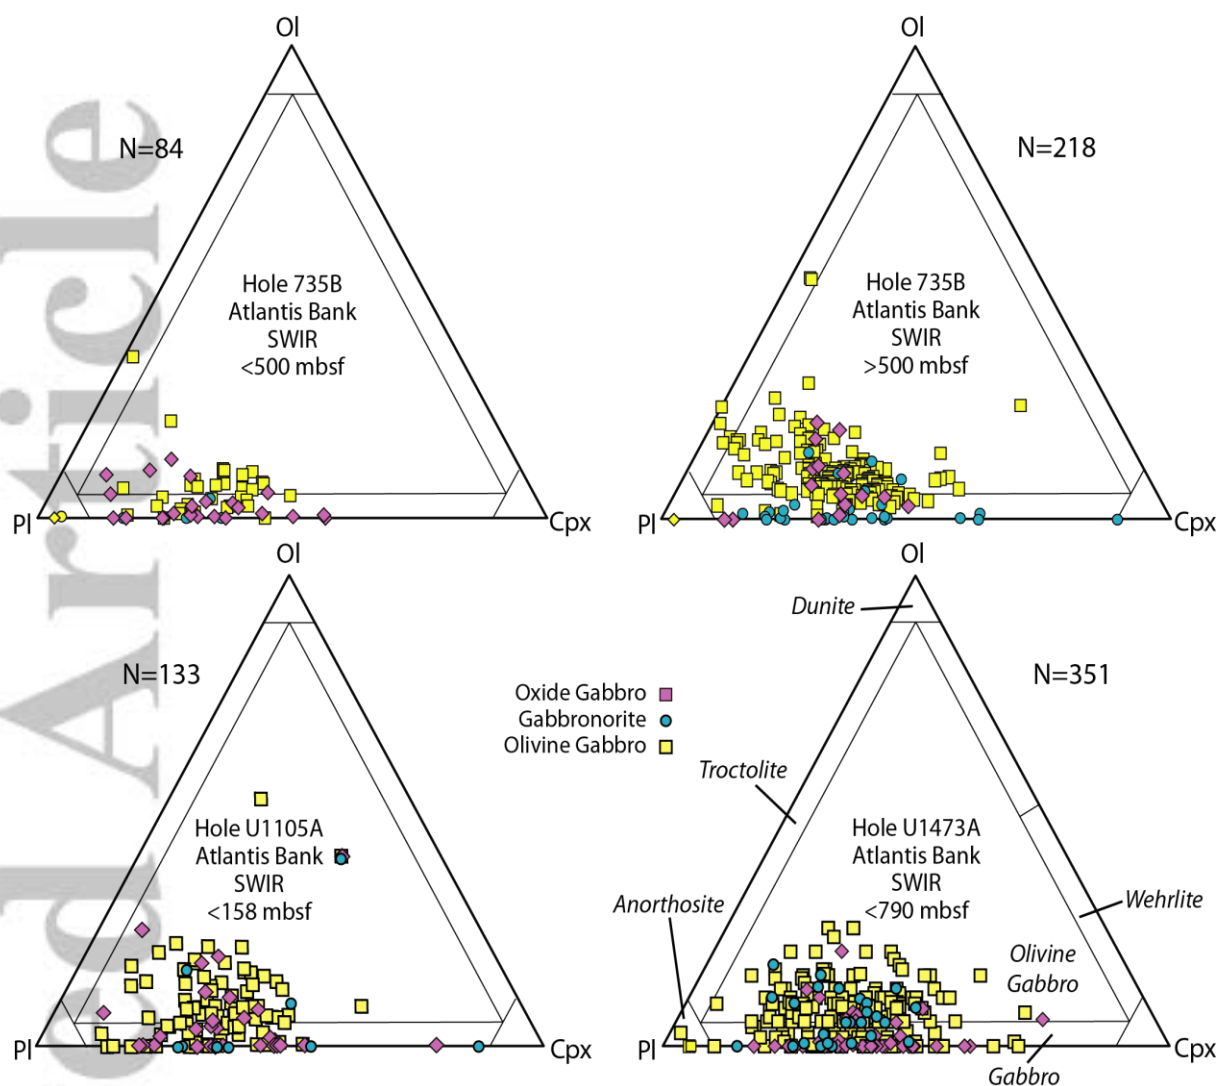 Ol
N=84
Hole 735B
Atlantis Bank
SWIR
<500 mbsf
Pl
Cpx
Ol
N=218
Hole 735B
Atlantis Bank
SWIR
>500 mbsf
Pl
Cpx
Ol
N=133
Hole U1105A
Atlantis Bank
SWIR
<158 mbsf
Pl
Cpx
Oxide Gabbro
Gabbronorite
Olivine Gabbro
Ol
Dunite
N=351
Troctolite
Hole U1473A
Atlantis Bank
SWIR
<790 mbsf
Anorthosite
Wehrlite
Olivine
Gabbro
Pl
Cpx
Gabbro
ed Article